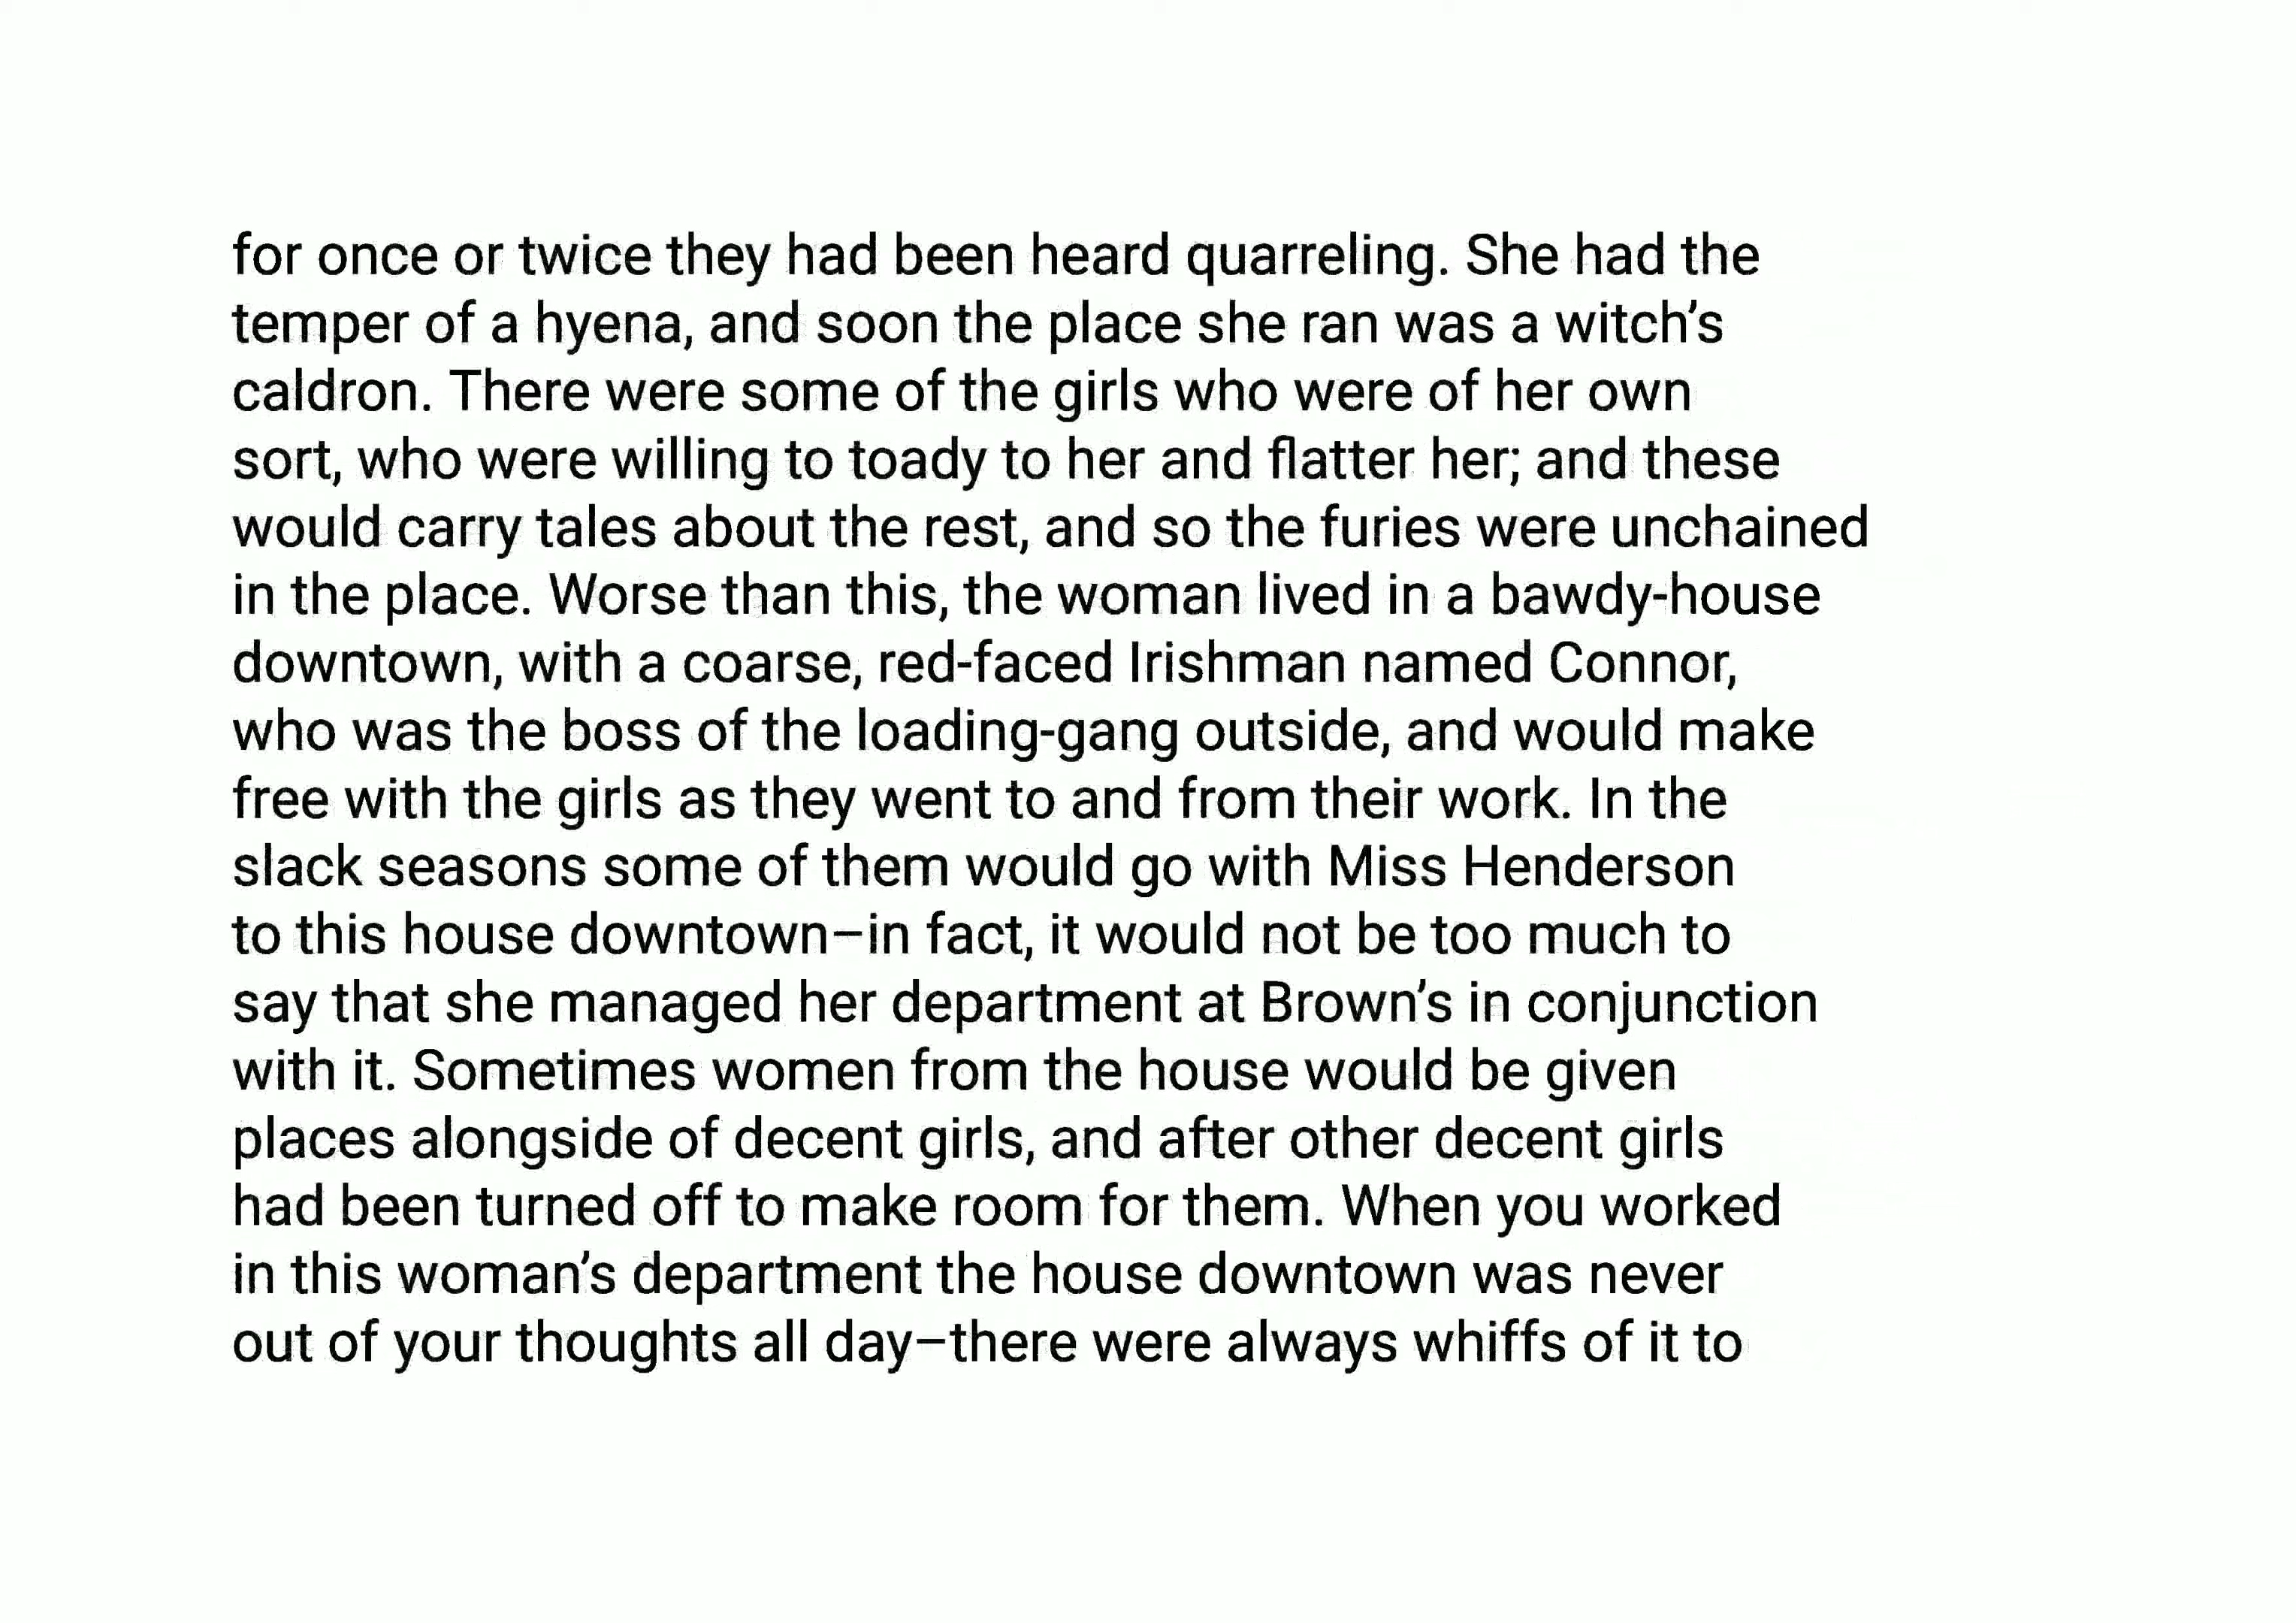 for once or twice they had been heard quarreling. She had the
temper of a hyena, and soon the place she ran was a witch’s
caldron. There were some of the girls who were of her own
sort, who were willing to toady to her and flatter her; and these
would carry tales about the rest, and so the furies were unchained
in the place. Worse than this, the woman lived in a bawdy-house
downtown, with a coarse, red-faced Irishman named Connor,
who was the boss of the loading-gang outside, and would make
free with the girls as they went to and from their work. In the
slack seasons some of them would go with Miss Henderson
to this house downtown–in fact, it would not be too much to
say that she managed her department at Brown’s in conjunction
with it. Sometimes women from the house would be given
places alongside of decent girls, and after other decent girls
had been turned off to make room for them. When you worked
in this woman’s department the house downtown was never
out of your thoughts all day–there were always whiffs of it to